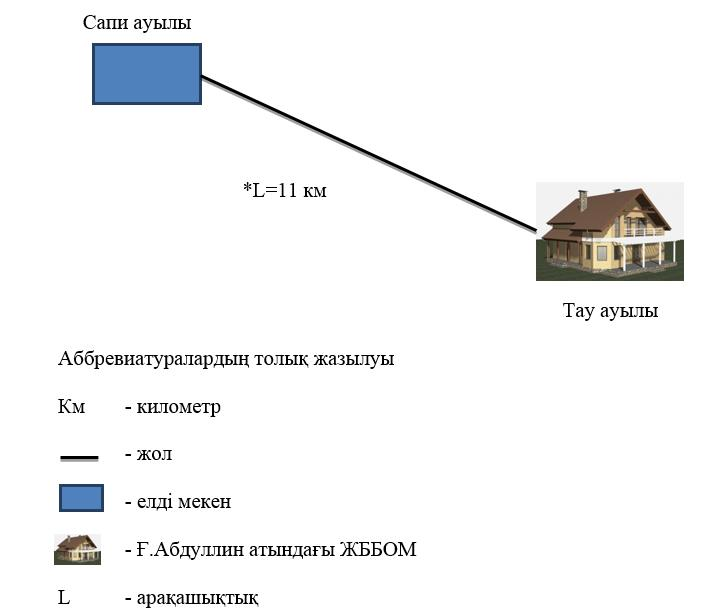 Сапи ауылы
*L=11 км
Тау ауылы
Аббревиатуралардың толық жазылуы
Км - километр
- жол
- елді мекен
- Ғ.Абдуллин атындағы ЖББОМ
L - арақашықтық